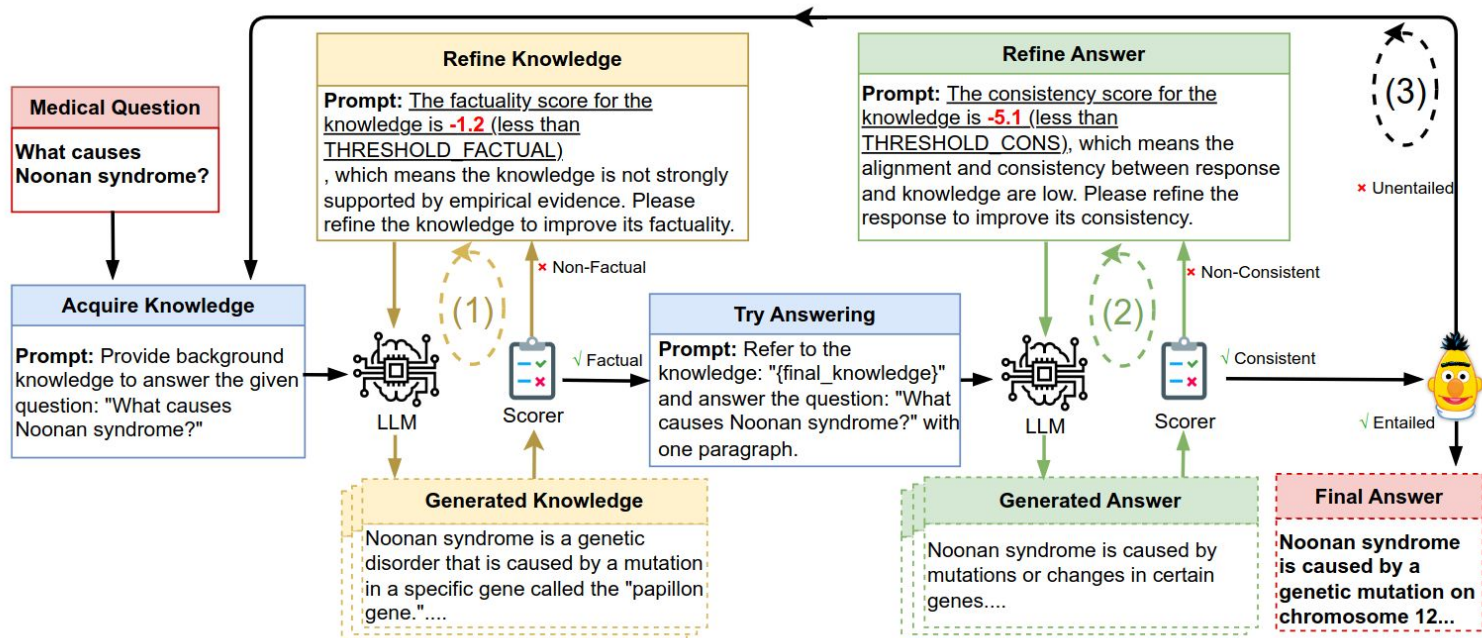 Medical Question
What causes
Noonan syndrome?
Acquire Knowledge
Prompt: Provide background
knowledge to answer the given
question: "What causes
Noonan syndrome?"
Refine Knowledge
Prompt: The factuality score for the
knowledge is -1.2 (less than
THRESHOLD_FACTUAL)
, which means the knowledge is not strongly
supported by empirical evidence. Please
refine the knowledge to improve its factuality.
(1)
× Non-Factual
LLM
Scorer
√ Factual
Generated Knowledge
Noonan syndrome is a genetic
disorder that is caused by a mutation
in a specific gene called the "papillon
gene."....
Try Answering
Prompt: Refer to the
knowledge: "{final_knowledge}"
and answer the question: "What
causes Noonan syndrome?" with
one paragraph.
Refine Answer
Prompt: The consistency score for the
knowledge is -5.1 (less than
THRESHOLD_CONS), which means the
alignment and consistency between response
and knowledge are low. Please refine the
response to improve its consistency.
(2)
× Non-Consistent
LLM
Scorer
√ Consistent
Generated Answer
Noonan syndrome is caused by
mutations or changes in certain
genes....
(3)
× Unentailed
√ Entailed
Final Answer
Noonan syndrome
is caused by a
genetic mutation on
chromosome 12...